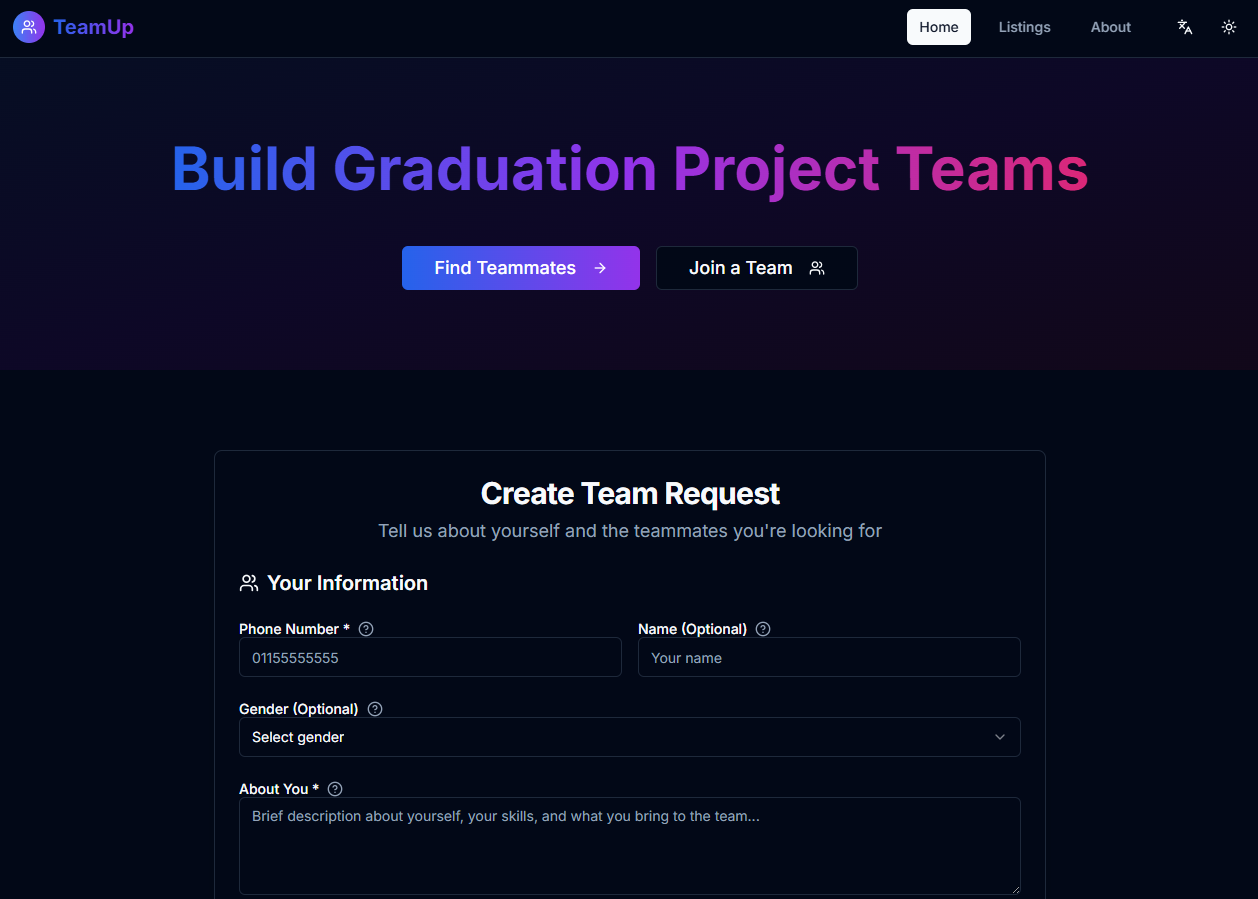 TeamUp
Home
Listings
About
Build Graduation Project Teams
Find Teammates
Join a Team
Create Team Request
Tell us about yourself and the teammates you're looking for
Your Information
Phone Number *
Name (Optional)
01155555555
Your name
Gender (Optional)
Select gender
About You *
Brief description about yourself, your skills, and what you bring to the team...